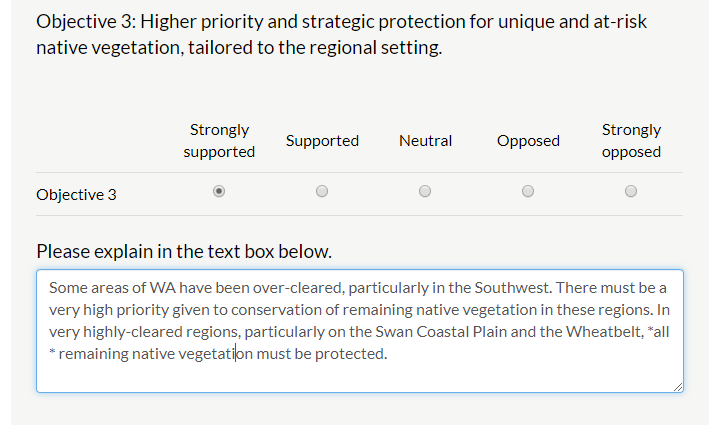 Objective 3: Higher priority and strategic protection for unique and at-risk
native vegetation, tailored to the regional setting.
Strongly supported Supported Neutral Opposed Strongly opposed
Objective 3
Please explain in the text box below.
Some areas of WA have been over-cleared, particularly in the Southwest. There must be a
very high priority given to conservation of remaining native vegetation in these regions. In
very highly-cleared regions, particularly on the Swan Coastal Plain and the Wheatbelt, *all
* remaining native vegetation must be protected.